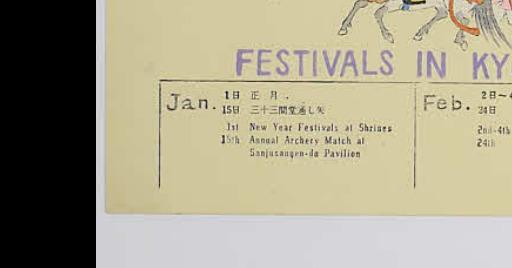 FESTIVALS IN KY
Jan.
1日 正月.
15日 三十三間堂通し矢
1st New Year Festivals at Shrines
15th Annual Archery Match at
Sanjusangen-do Pavilion
Feb.
2日~4
24日
2nd-4th
24th